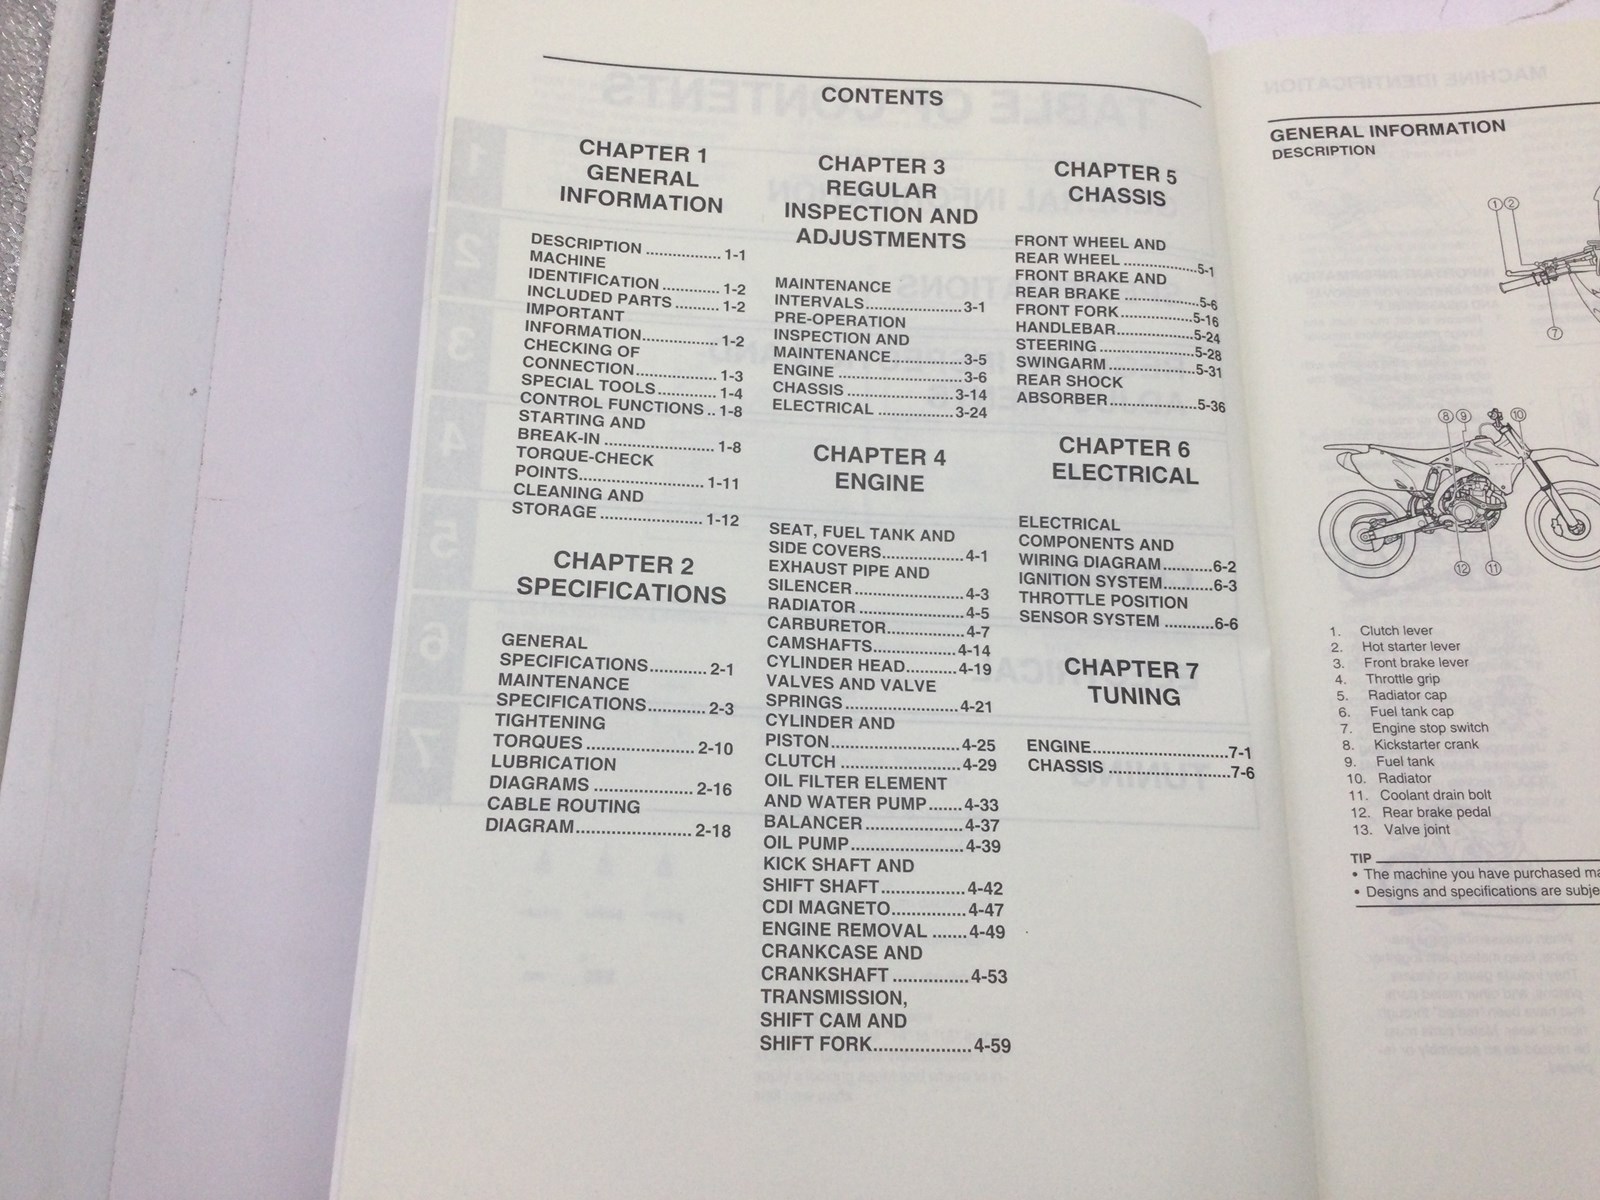 CONTENTS
CHAPTER 1
GENERAL
INFORMATION
DESCRIPTION ................. 1-1
MACHINE
IDENTIFICATION ............. 1-2
INCLUDED PARTS .......... 1-2
IMPORTANT
INFORMATION................. 1-2
CHECKING OF
CONNECTION................... 1-3
SPECIAL TOOLS............. 1-4
CONTROL FUNCTIONS .. 1-8
STARTING AND
BREAK-IN ......................... 1-8
TORQUE-CHECK
POINTS............................ 1-11
CLEANING AND
STORAGE ....................... 1-12
CHAPTER 2
SPECIFICATIONS
GENERAL
SPECIFICATIONS............ 2-1
MAINTENANCE
SPECIFICATIONS............ 2-3
TIGHTENING
TORQUES ....................... 2-10
LUBRICATION
DIAGRAMS .................... 2-16
CABLE ROUTING
DIAGRAM........................ 2-18
CHAPTER 3
REGULAR
INSPECTION AND
ADJUSTMENTS
MAINTENANCE
INTERVALS.................... 3-1
PRE-OPERATION
INSPECTION AND
MAINTENANCE.............. 3-5
ENGINE ......................... 3-6
CHASSIS ...................... 3-14
ELECTRICAL ................. 3-24
CHAPTER 4
ENGINE
SEAT, FUEL TANK AND
SIDE COVERS................. 4-1
EXHAUST PIPE AND
SILENCER ....................... 4-3
RADIATOR ...................... 4-5
CARBURETOR................ 4-7
CAMSHAFTS...................... 4-14
CYLINDER HEAD........... 4-19
VALVES AND VALVE
SPRINGS ....................... 4-21
CYLINDER AND
PISTON.......................... 4-25
CLUTCH ........................ 4-29
OIL FILTER ELEMENT
AND WATER PUMP....... 4-33
BALANCER .................... 4-37
OIL PUMP....................... 4-39
KICK SHAFT AND
SHIFT SHAFT................. 4-42
CDI MAGNETO............... 4-47
ENGINE REMOVAL ....... 4-49
CRANKCASE AND
CRANKSHAFT ............... 4-53
TRANSMISSION,
SHIFT CAM AND
SHIFT FORK................... 4-59
CHAPTER 5
CHASSIS
FRONT WHEEL AND
REAR WHEEL ................. 5-1
FRONT BRAKE AND
REAR BRAKE ................. 5-6
FRONT FORK................. 5-16
HANDLEBAR.................. 5-24
STEERING ...................... 5-28
SWINGARM .................... 5-31
REAR SHOCK
ABSORBER.................... 5-36
CHAPTER 6
ELECTRICAL
ELECTRICAL
COMPONENTS AND
WIRING DIAGRAM.......... 6-2
IGNITION SYSTEM.......... 6-3
THROTTLE POSITION
SENSOR SYSTEM .......... 6-6
CHAPTER 7
TUNING
ENGINE........................... 7-1
CHASSIS ........................ 7-6
GENERAL INFORMATION
DESCRIPTION
1 2
7
8 9 10
12 11
1. Clutch lever
2. Hot starter lever
3. Front brake lever
4. Throttle grip
5. Radiator cap
6. Fuel tank cap
7. Engine stop switch
8. Kickstarter crank
9. Fuel tank
10. Radiator
11. Coolant drain bolt
12. Rear brake pedal
13. Valve joint
TIP
• The machine you have purchased
• Designs and specifications are